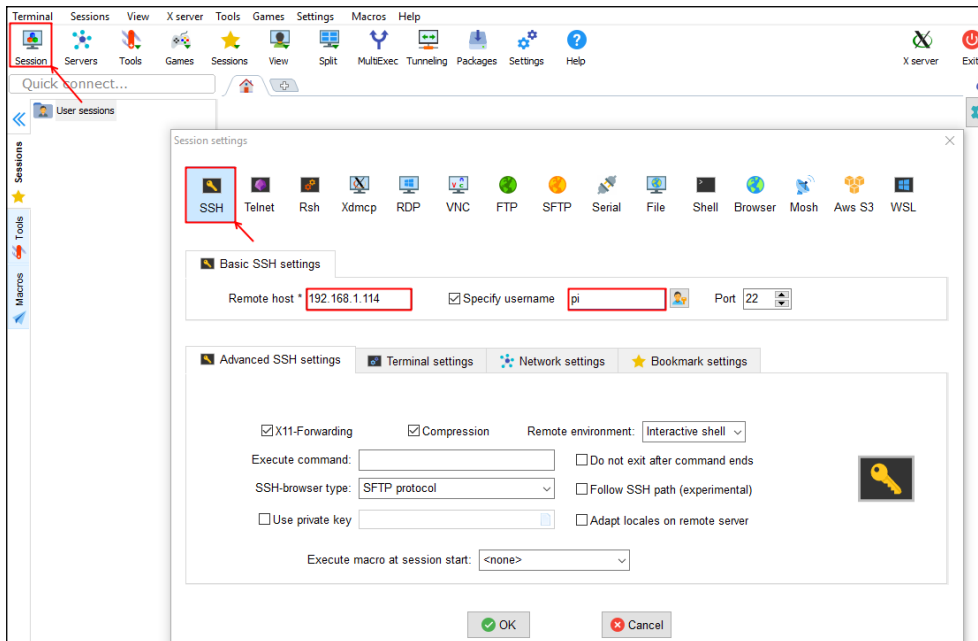 Terminal Sessions View X server Tools Games Settings Macros Help
Session Servers Tools Games Sessions View Split MultiExec Tunneling Packages Settings Help X server Exit
Quick connect...
User sessions
Sessions
Tools
Macros
Session settings
SSH Telnet Rsh Xdmcp RDP VNC FTP SFTP Serial File Shell Browser Mosh Aws S3 WSL
Basic SSH settings
Remote host * 192.168.1.114 Specify username pi Port 22
Advanced SSH settings Terminal settings Network settings Bookmark settings
X11-Forwarding Compression Remote environment: Interactive shell
Execute command: Do not exit after command ends
SSH-browser type: SFTP protocol Follow SSH path (experimental)
Use private key Adapt locales on remote server
Execute macro at session start: <none>
OK Cancel